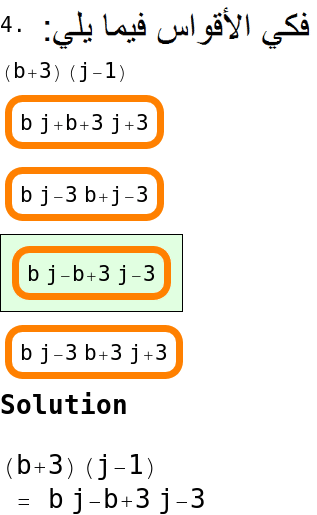 4. فكي الأقواس فيما يلي:
(b+3) (j−1)
b j−+b+3 j+3
b j−3 b+j−3
b j−b+3 j−3
b j−3 b+3 j+3
Solution
(b+3) (j−1)
= b j−b+3 j−3